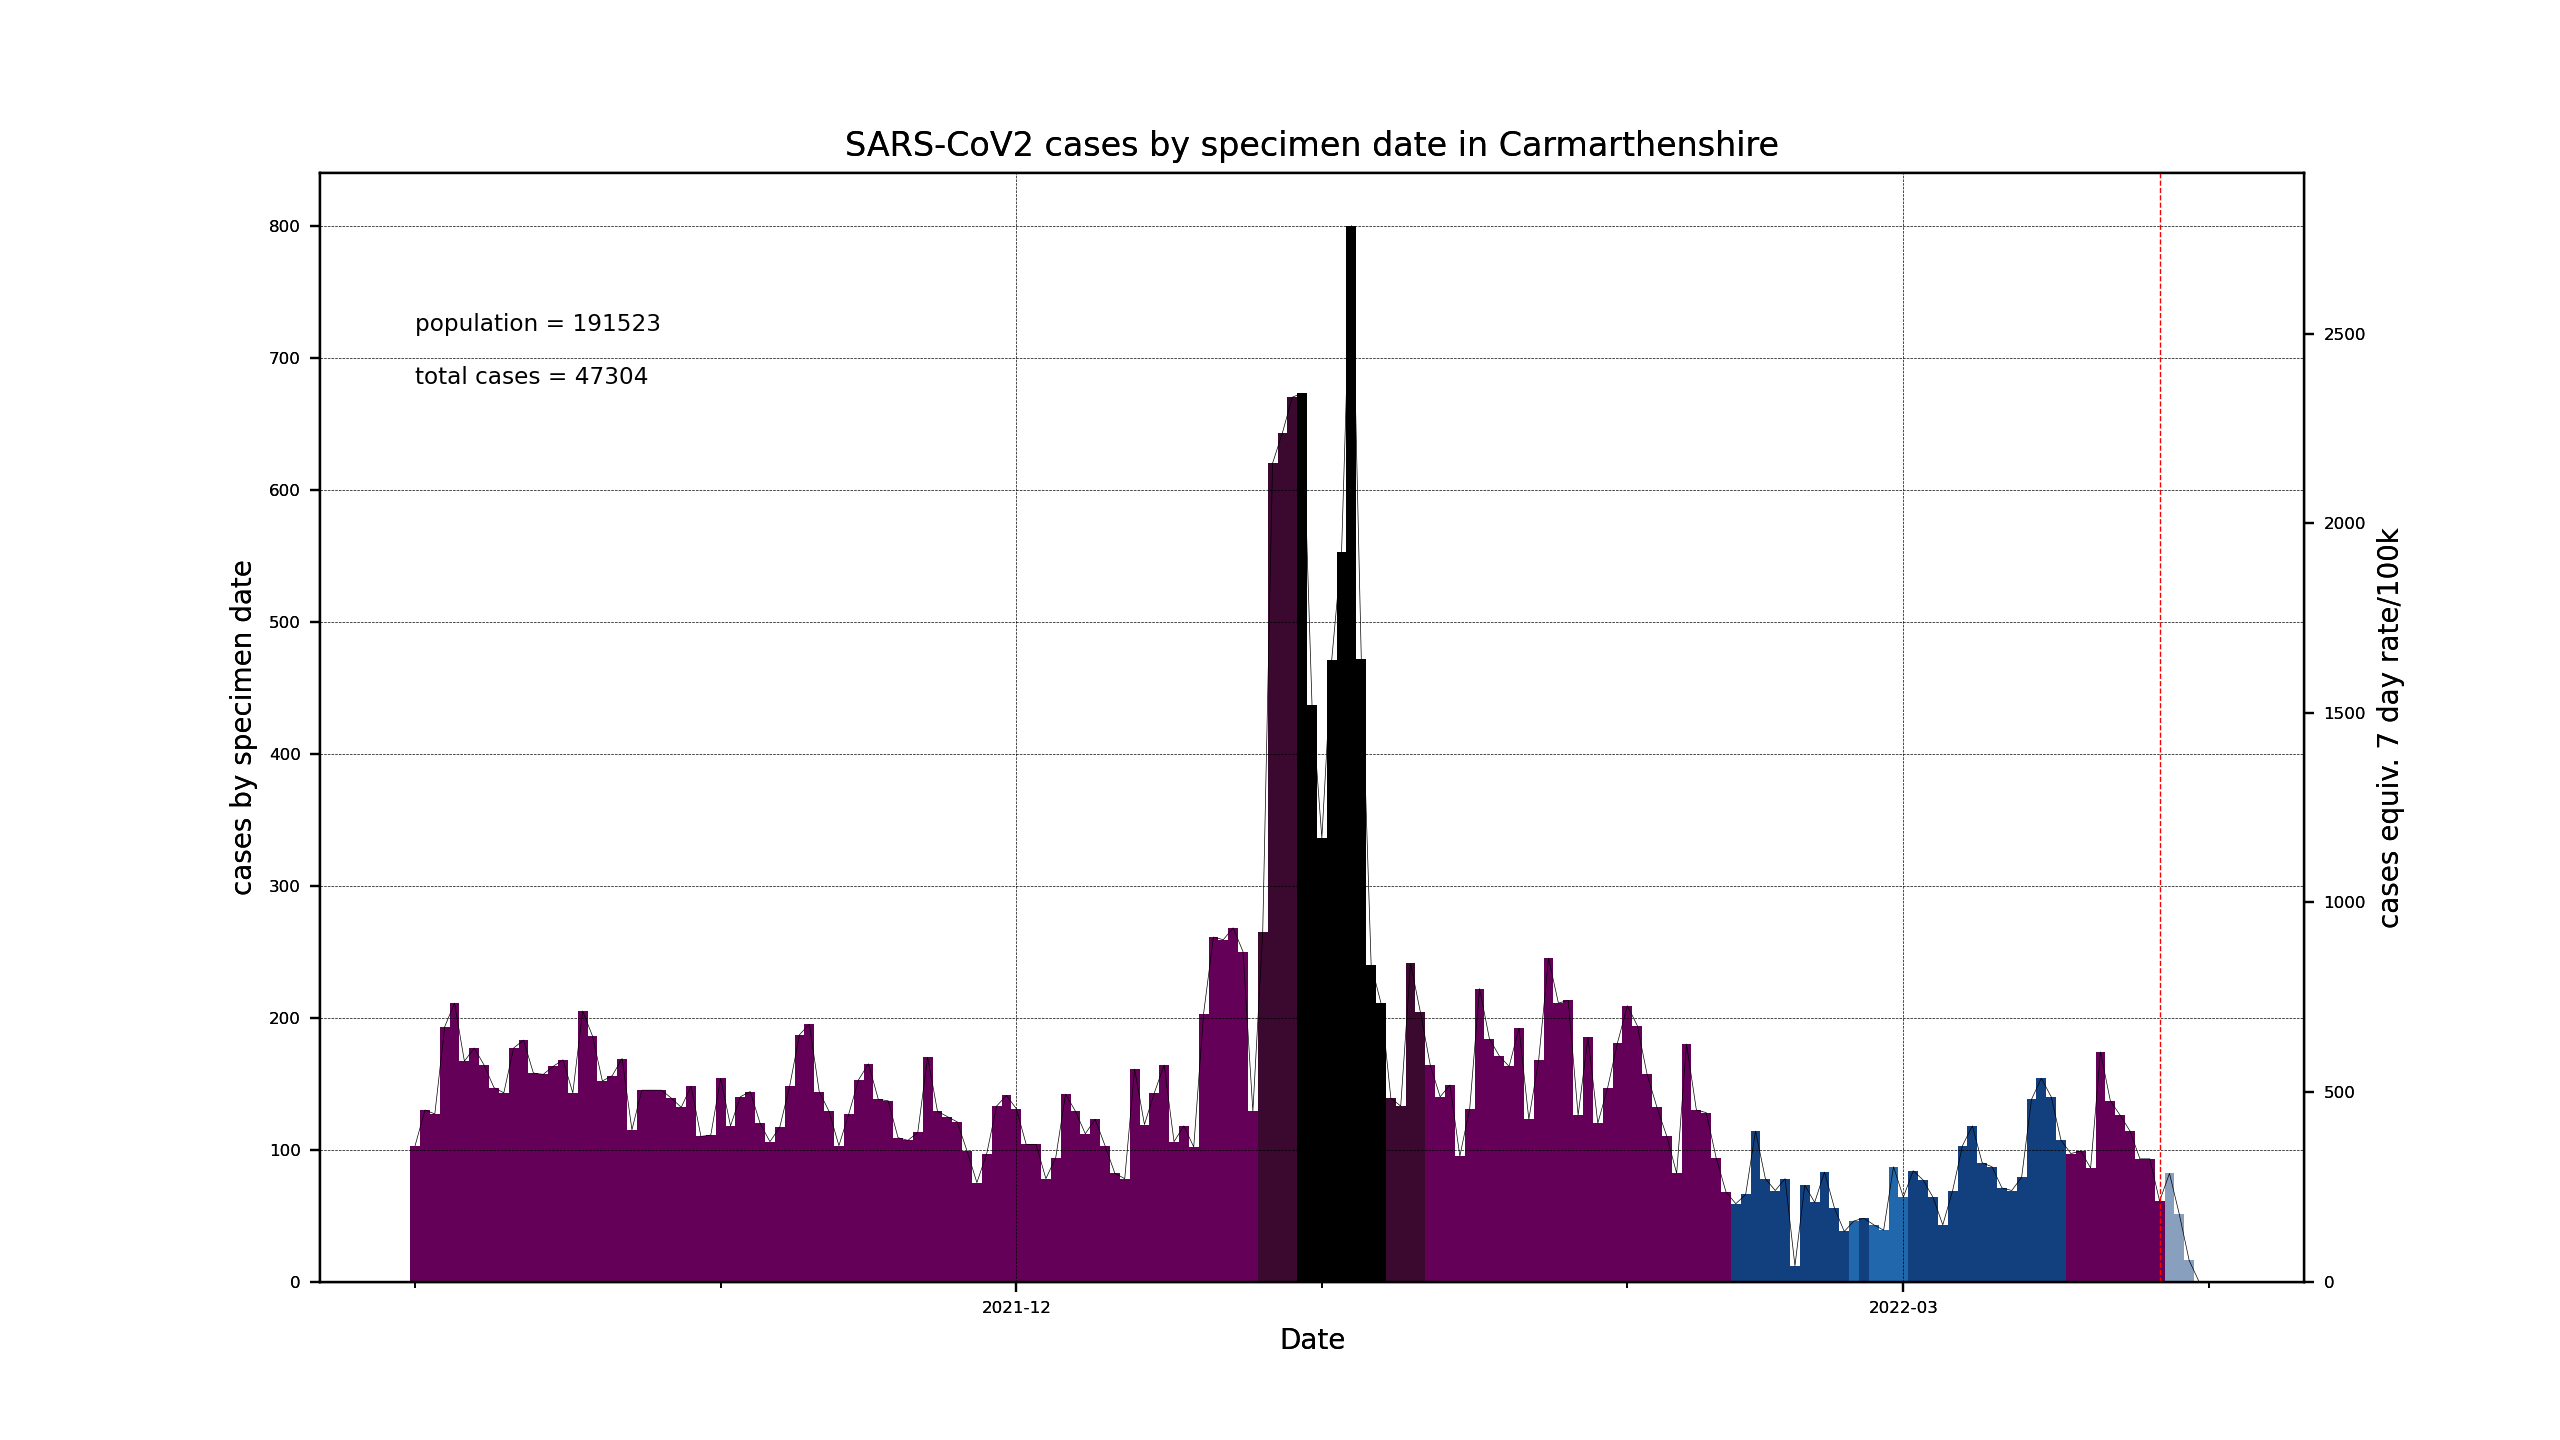 SARS-CoV2 cases by specimen date in Carmarthenshire
population = 191523
total cases = 47304
cases by specimen date
800
700
600
500
400
300
200
100
0
2500
2000
1500
1000
500
0
cases equiv. 7 day rate/100k
2021-12
2022-03
Date